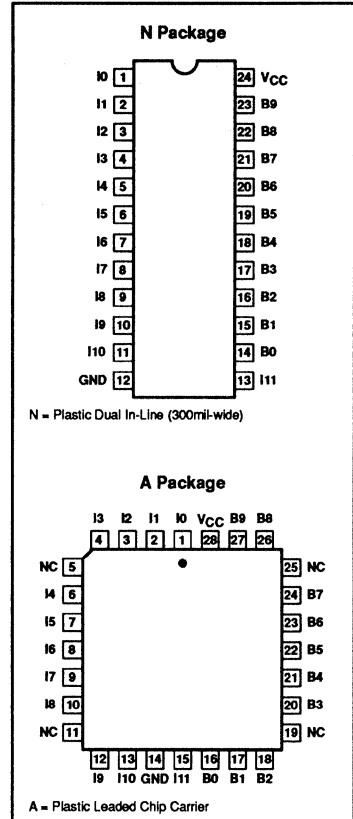 N Package
I0 1 24 VCC
I1 2 23 B9
I2 3 22 B8
I3 4 21 B7
I4 5 20 B6
I5 6 19 B5
I6 7 18 B4
I7 8 17 B3
I8 9 16 B2
I9 10 15 B1
I10 11 14 B0
GND 12 13 I11
N = Plastic Dual In-Line (300mil-wide)
A Package
I3 I2 I1 I0 VCC B9 B8
4 3 2 1 28 27 26
NC 5 25 NC
I4 6 24 B7
I5 7 23 B6
I6 8 22 B5
I7 9 21 B4
I8 10 20 B3
NC 11 19 NC
12 13 14 15 16 17 18
I9 I10 GND I11 B0 B1 B2
A = Plastic Leaded Chip Carrier